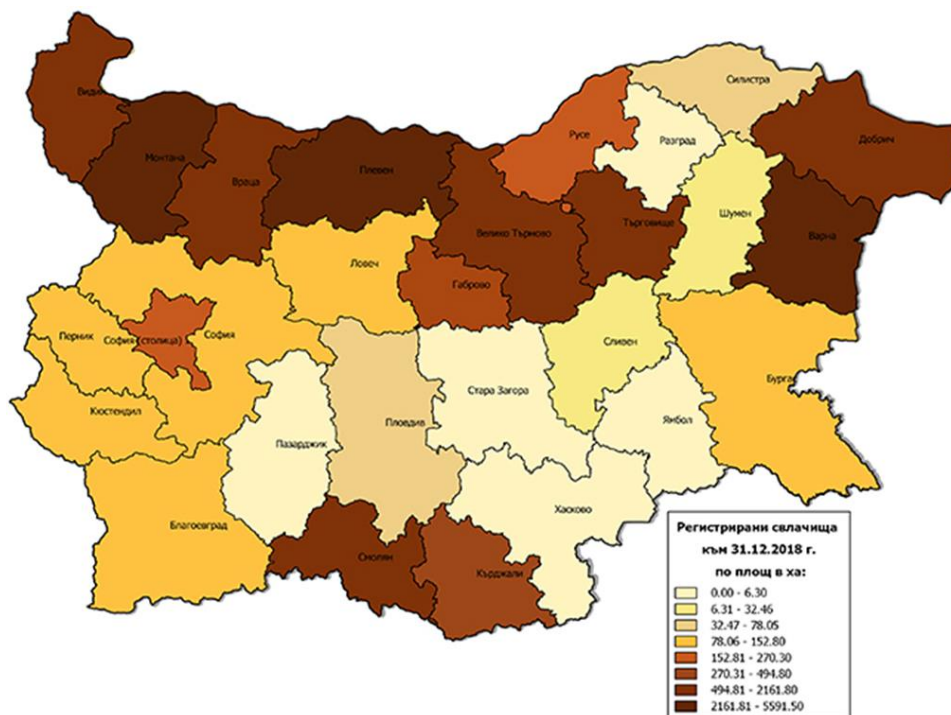 Силистра
Видин
Русе
Добрич
Разград
Монтана
Плевен
Враца
Шумен
Търговище
Велико Търново
Варна
Ловеч
Габрово
Перник
София (столица)
София
Сливен
Бургас
Стара Загора
Кюстендил
Пловдив
Ямбол
Пазарджик
Хасково
Благоевград
Смолян
Кърджали
Регистрирани свлачища
към 31.12.2018 г.
по площ в ха:
0.00 - 6.30
6.31 - 32.46
32.47 - 78.05
78.06 - 152.80
152.81 - 270.30
270.31 - 494.80
494.81 - 2161.80
2161.81 - 5591.50